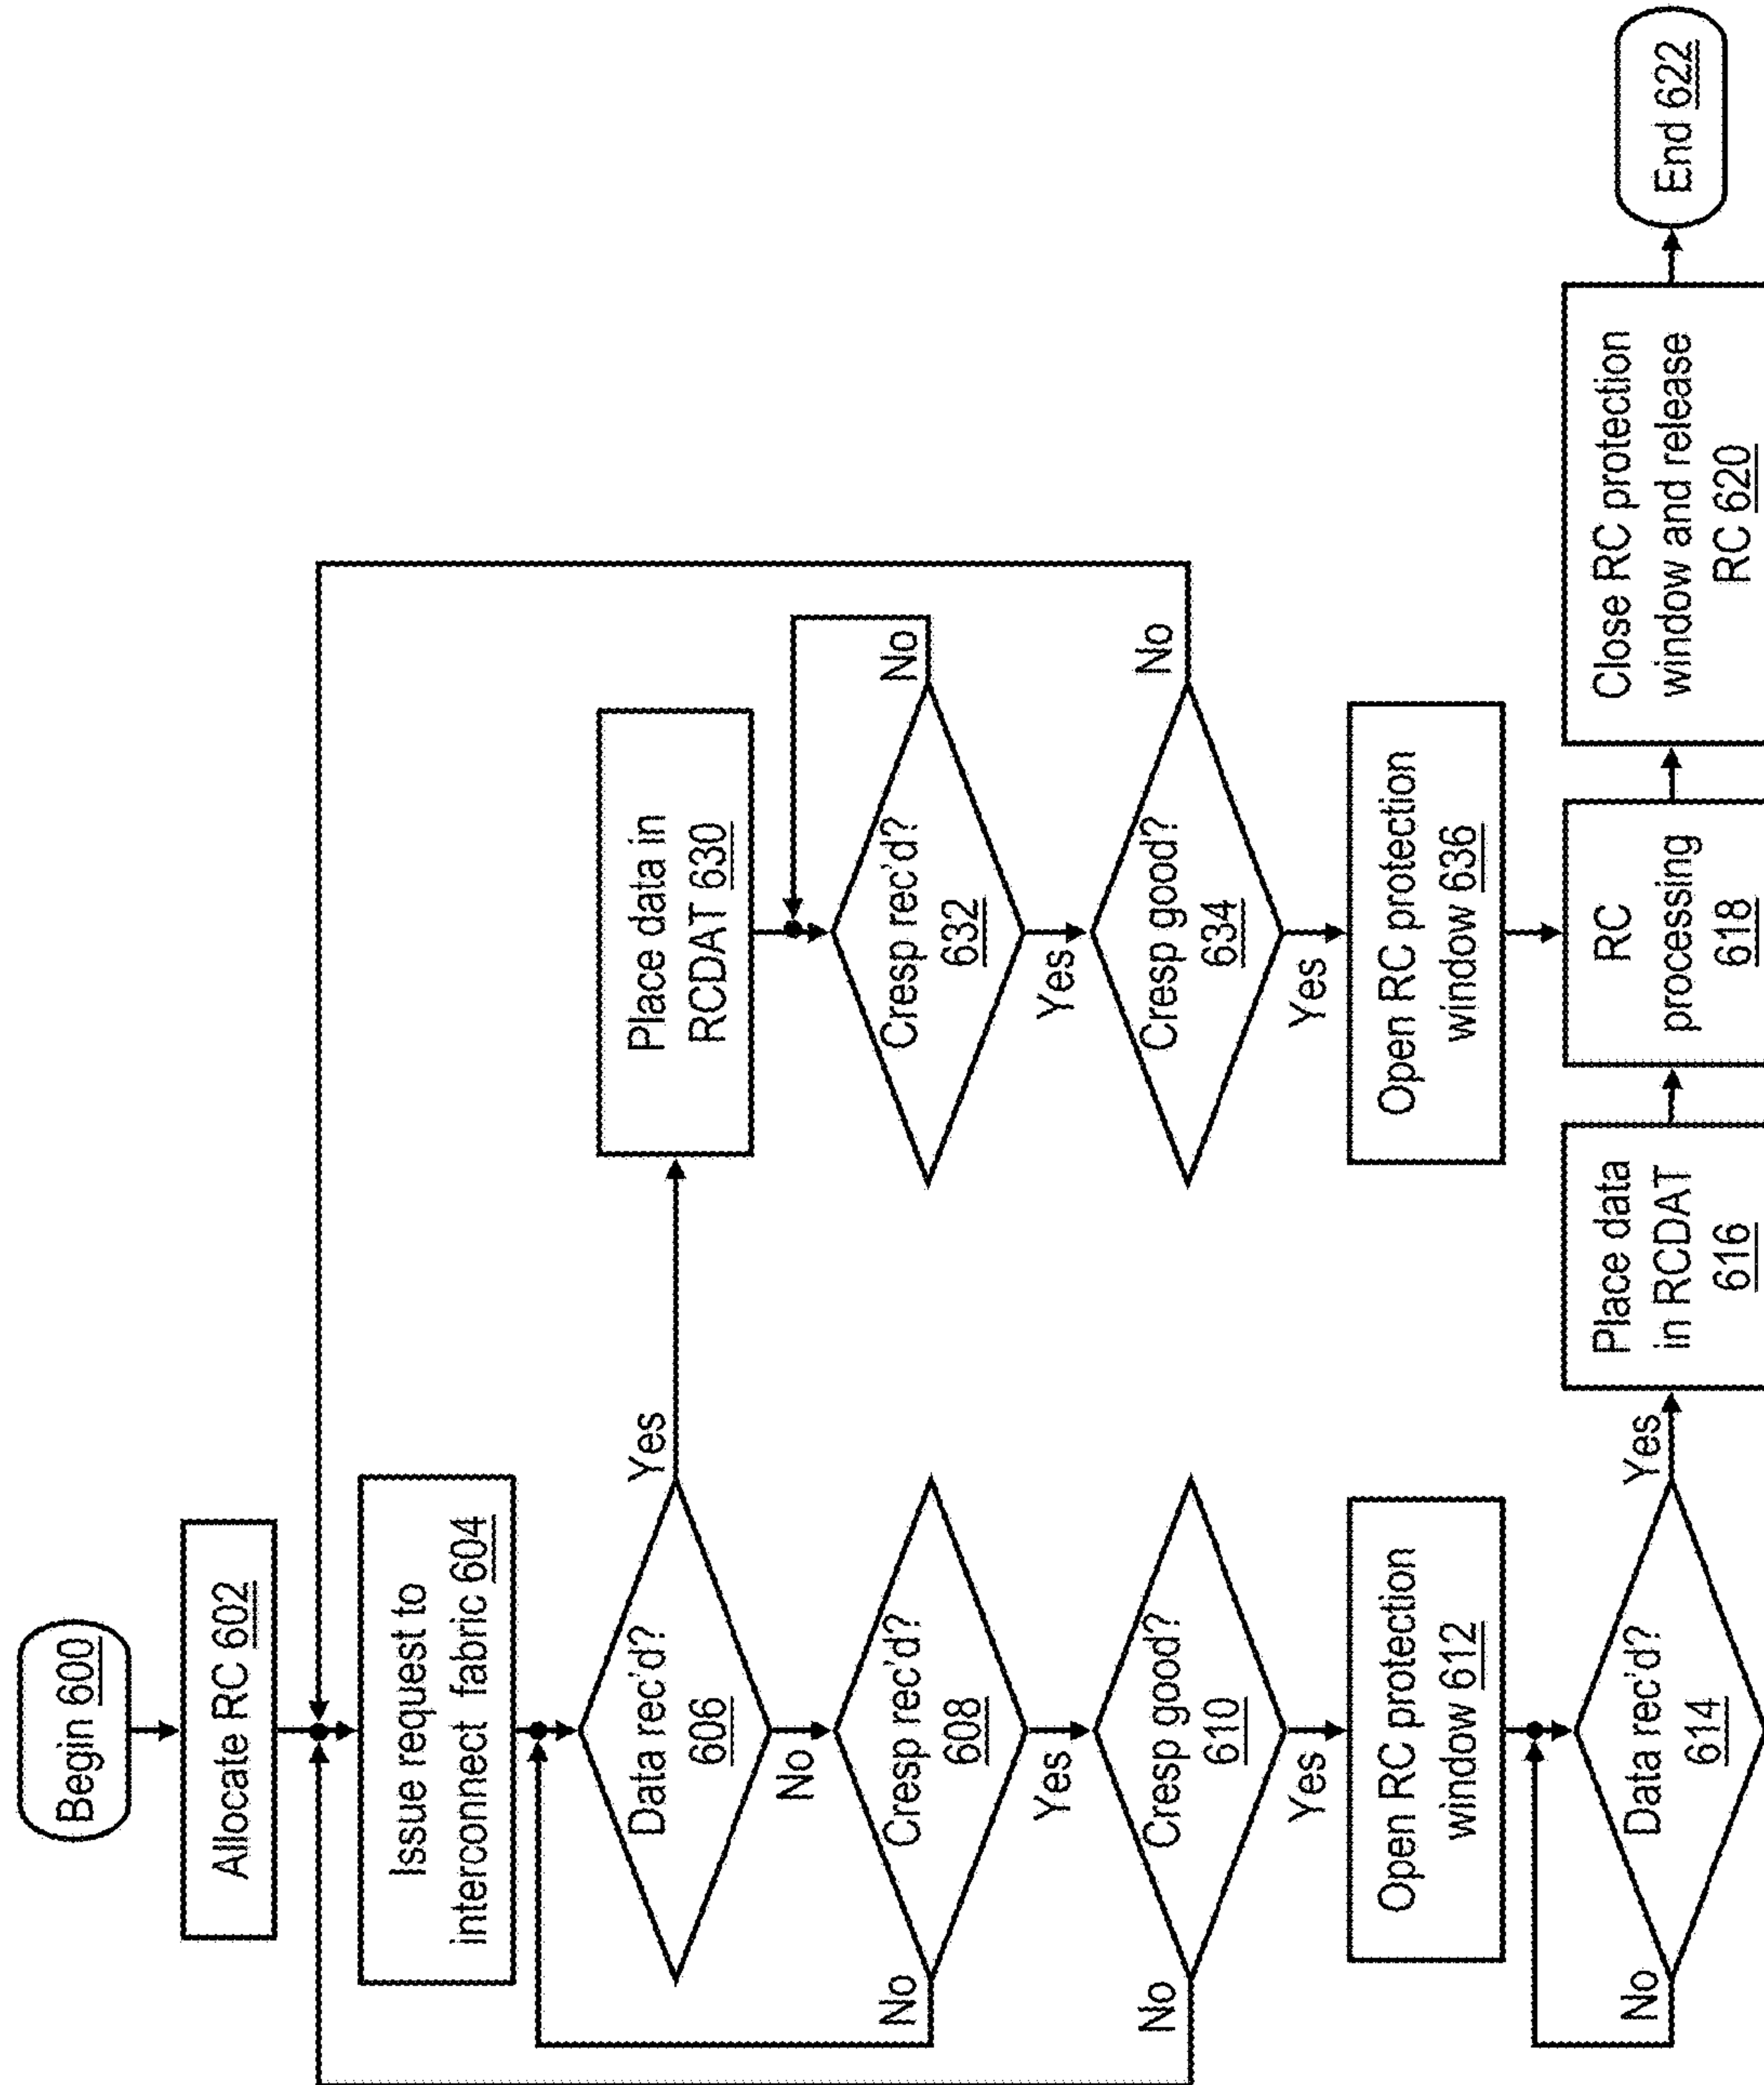 Begin 600
Allocate RC 602
Issue request to
interconnect fabric 604
Data rec'd?
606
Yes
No
Place data in
RCDAT 630
Cresp rec'd?
608
No
Yes
Cresp rec'd?
632
No
Yes
Cresp good?
610
No
Yes
Cresp good?
634
No
Yes
Open RC protection
window 612
Open RC protection
window 636
Data rec'd?
614
No
Yes
Place data
in RCDAT
616
RC
processing
618
Close RC protection
window and release
RC 620
End 622